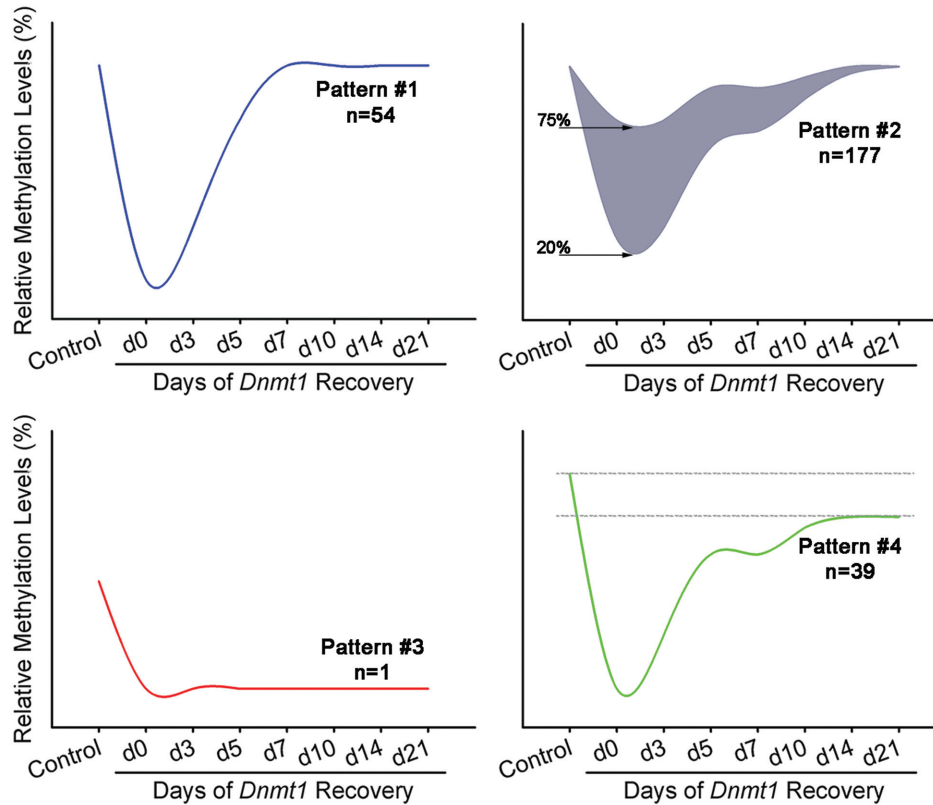 Relative Methylation Levels (%)
Pattern #1
n=54
Control
d0
d3
d5
d7
d10
d14
d21
Days of Dnmt1 Recovery
75%
20%
Pattern #2
n=177
Control
d0
d3
d5
d7
d10
d14
d21
Days of Dnmt1 Recovery
Relative Methylation Levels (%)
Pattern #3
n=1
Control
d0
d3
d5
d7
d10
d14
d21
Days of Dnmt1 Recovery
Pattern #4
n=39
Control
d0
d3
d5
d7
d10
d14
d21
Days of Dnmt1 Recovery